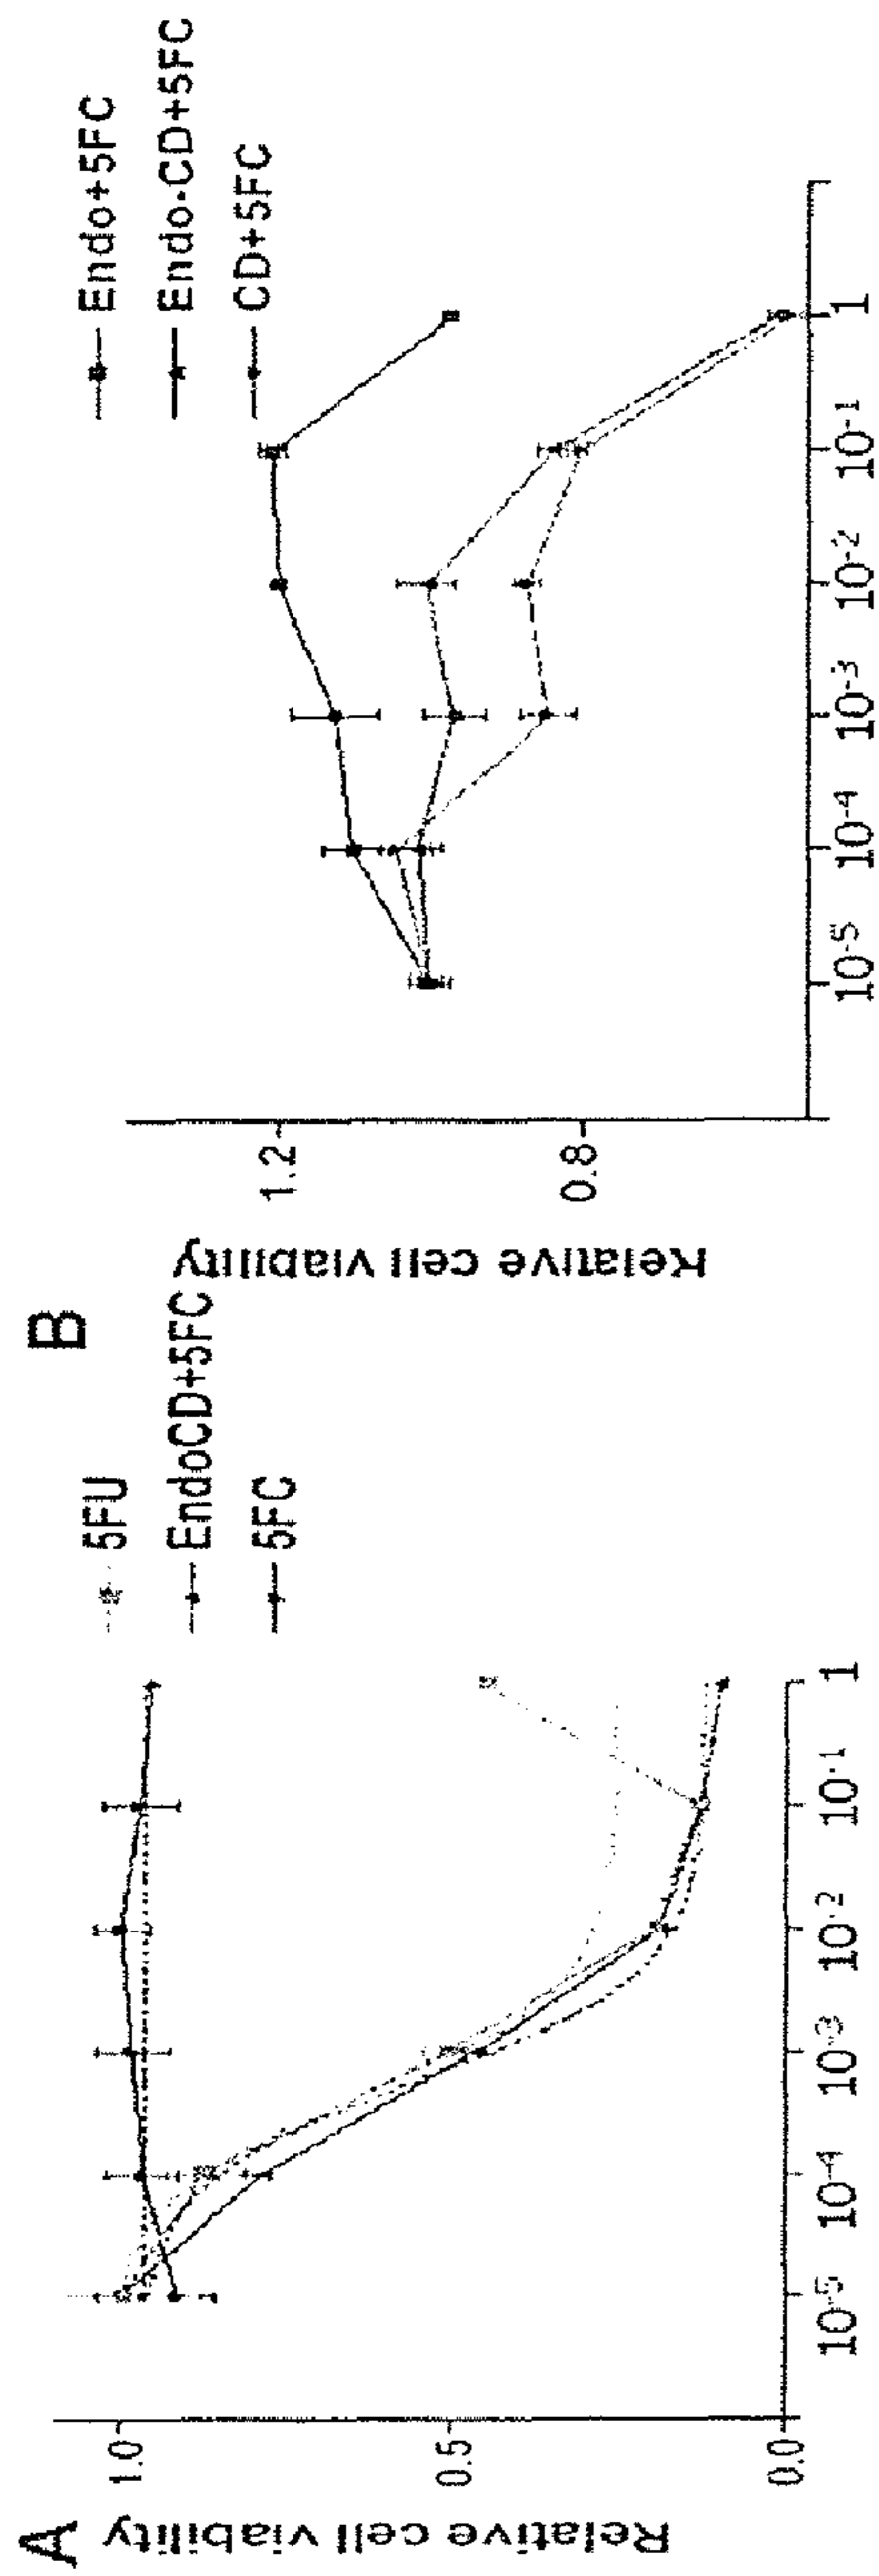 A
Relative cell viability
1.0
0.5
0.0
10-5
10-4
10-3
10-2
10-1
1
5FU
EndoCD+5FC
5FC
B
Relative cell viability
1.2
0.8
10-5
10-4
10-3
10-2
10-1
1
Endo+5FC
Endo-CD+5FC
CD+5FC